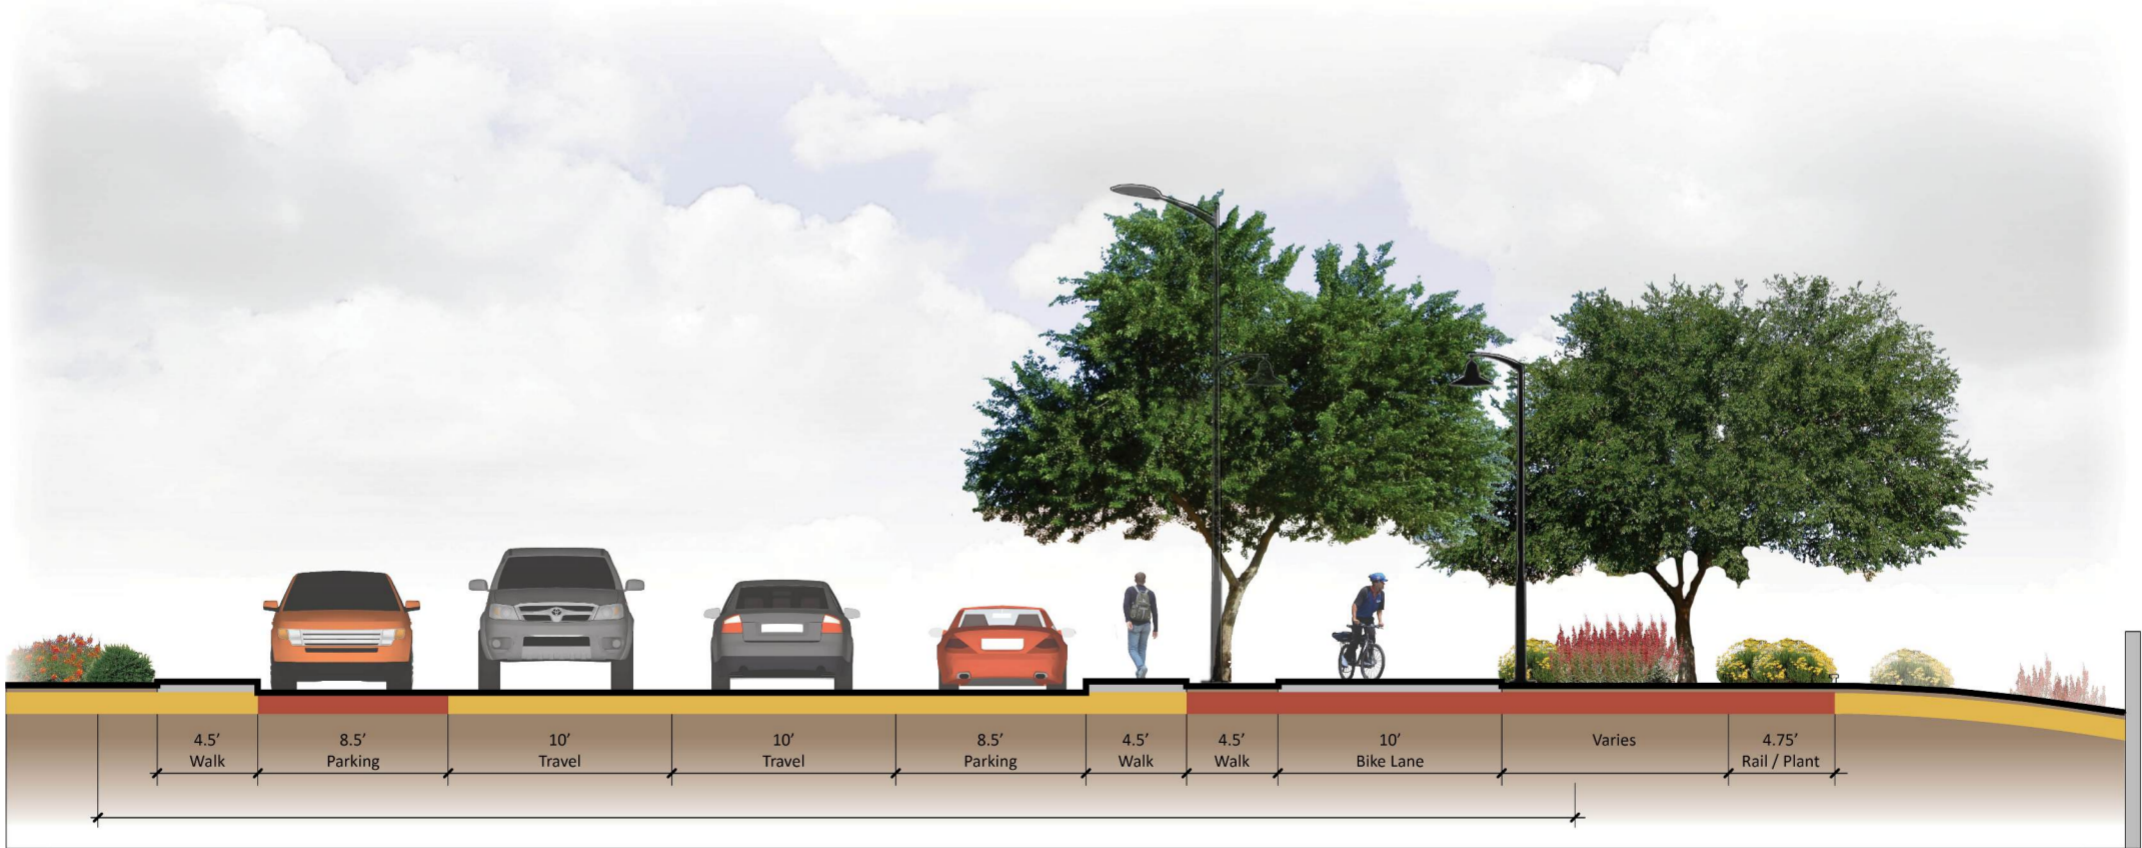 4.5’
Walk
8.5’
Parking
10’
Travel
10’
Travel
8.5’
Parking
4.5’
Walk
4.5’
Walk
10’
Bike Lane
Varies
4.75’
Rail / Plant